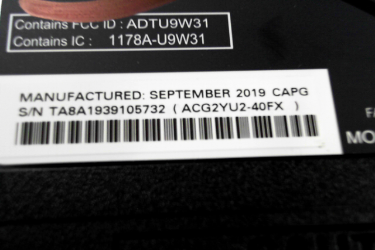 Contains FCC ID : ADTU9W31
Contains IC : 1178A-U9W31
MANUFACTURED: SEPTEMBER 2019 CAPG
S/N TA8A1939105732 ( ACG2YU2-40FX )